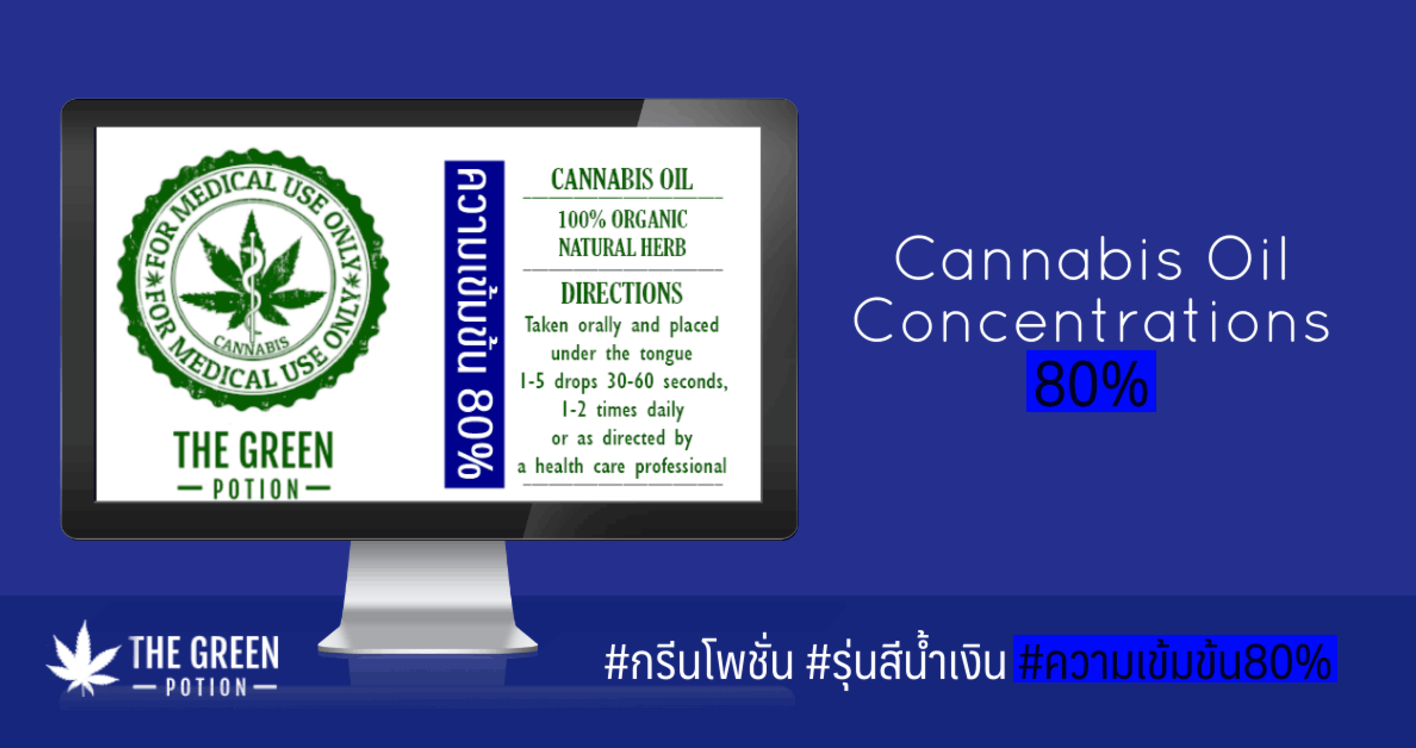 FOR MEDICAL USE ONLY
FOR MEDICAL USE ONLY
CANNABIS
THE GREEN
POTION
ความเข้มข้น 80%
CANNABIS OIL
100% ORGANIC
NATURAL HERB
DIRECTIONS
Taken orally and placed
under the tongue
1-5 drops 30-60 seconds,
1-2 times daily
or as directed by
a health care professional
Cannabis Oil
Concentrations
80%
THE GREEN
POTION
#กรีนโพชั่น #รุ่นสีน้ำเงิน #ความเข้มข้น80%